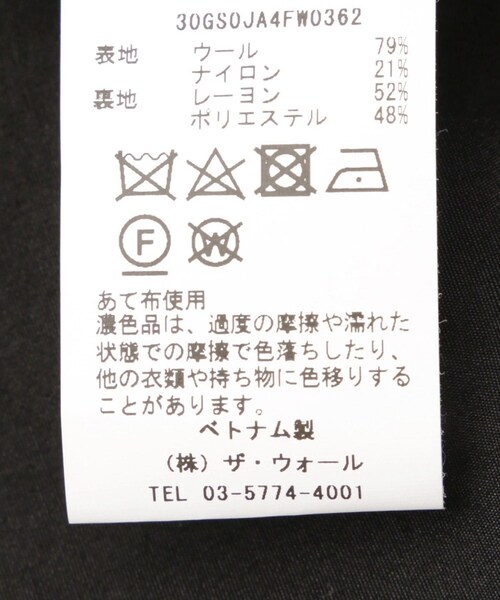 30GS0JA4FW0362
表地 ウール 79%
ナイロン 21%
裏地 レーヨン 52%
ポリエステル 48%
F W
あて布使用
濃色品は、過度の摩擦や濡れた
状態での摩擦で色落ちしたり、
他の衣類や持ち物に色移りする
ことがあります。
ベトナム製
（株）ザ・ウォール
TEL 03-5774-4001